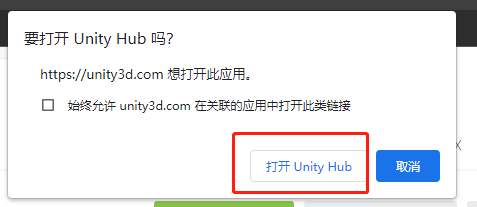 要打开 Unity Hub 吗？
https://unity3d.com 想打开此应用。
始终允许 unity3d.com 在关联的应用中打开此类链接
打开 Unity Hub
取消
X